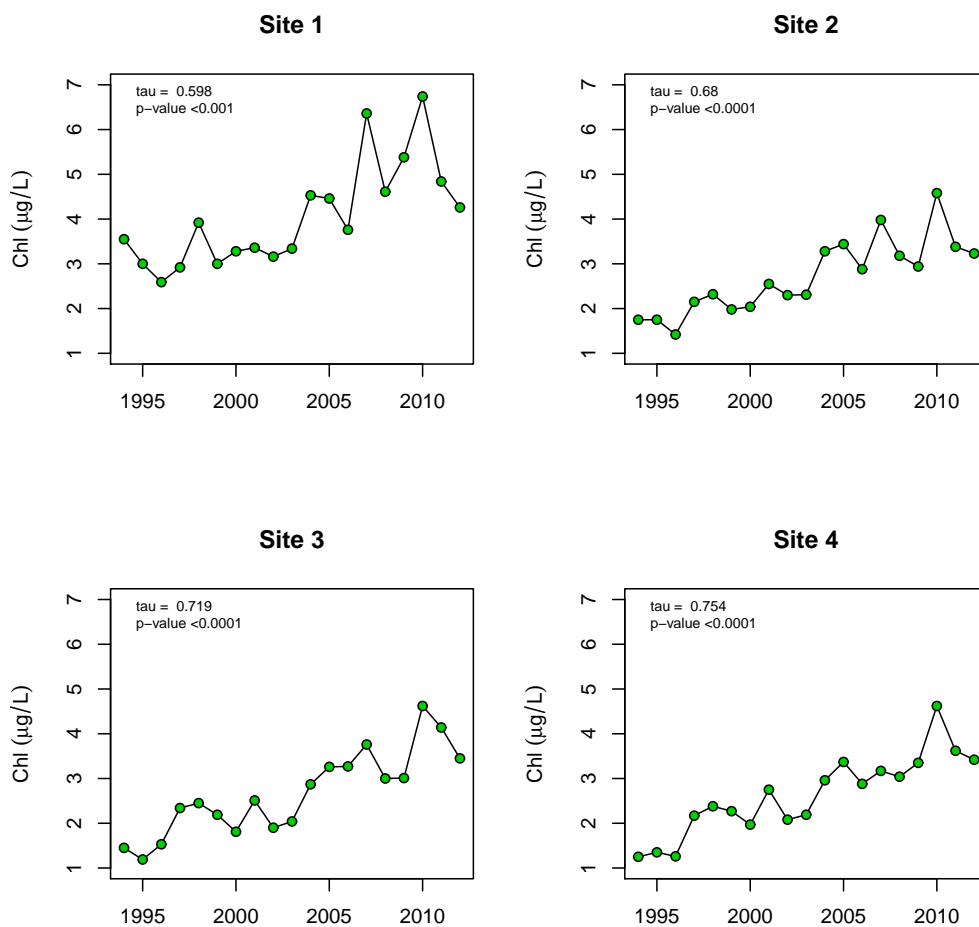 Site 1
tau = 0.598
p−value <0.001
Chl (μg/L)
7
6
5
4
3
2
1
1995 2000 2005 2010
Site 2
tau = 0.68
p−value <0.0001
Chl (μg/L)
7
6
5
4
3
2
1
1995 2000 2005 2010
Site 3
tau = 0.719
p−value <0.0001
Chl (μg/L)
7
6
5
4
3
2
1
1995 2000 2005 2010
Site 4
tau = 0.754
p−value <0.0001
Chl (μg/L)
7
6
5
4
3
2
1
1995 2000 2005 2010